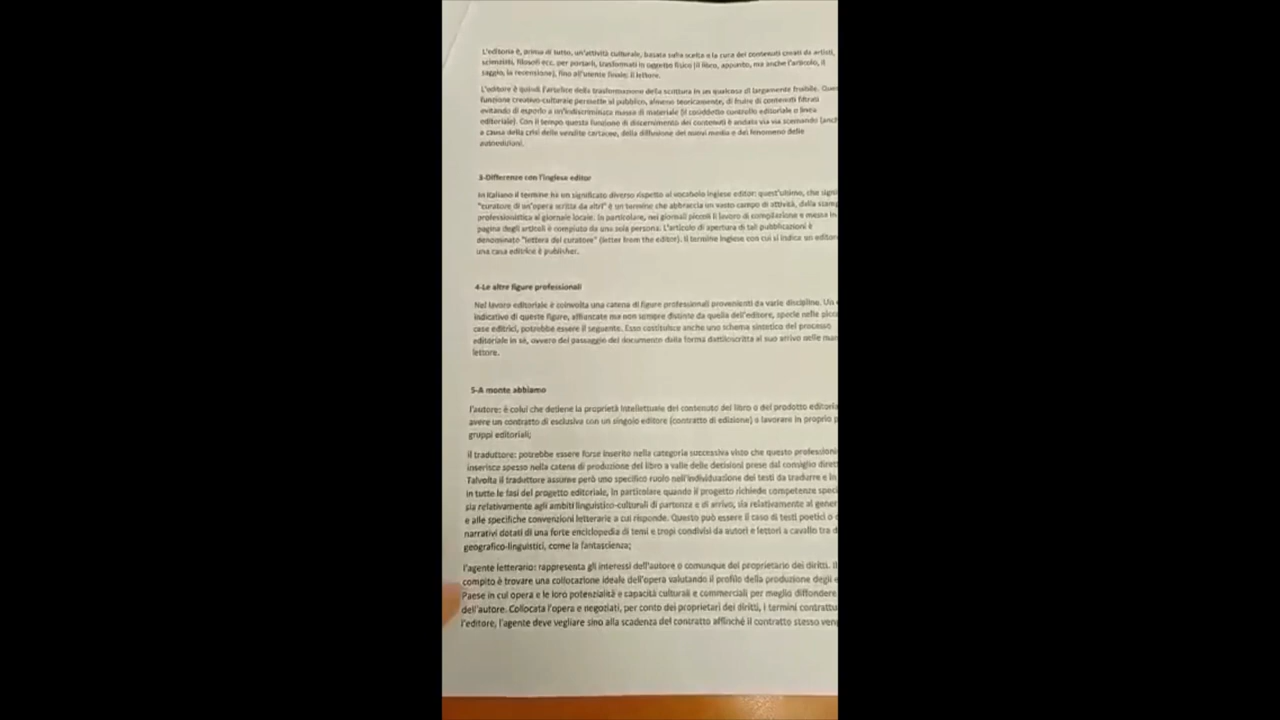 L'editoria è, prima di tutto, un'attività culturale, basata sulla scelta e la cura dei contenuti creati da artisti,
scienziati, filosofi ecc. per portarli, trasformati in oggetto fisico (il libro, appunto, ma anche l'articolo, il
saggio, la recensione), fino all'utente finale: il lettore.
L'editore è quindi l'artefice della trasformazione della scrittura in un qualcosa di largamente fruibile. Ques
funzione creativo-culturale permette al pubblico, almeno teoricamente, di fruire di contenuti filtrati
evitando di esporlo a un'indiscriminata massa di materiale (il cosiddetto controllo editoriale o linea
editoriale). Con il tempo questa funzione di discernimento dei contenuti è andata via via scemando (anch
a causa della crisi delle vendite cartacee, della diffusione dei nuovi media e del fenomeno delle
autoedizioni.
3-Differenze con l'inglese editor
In italiano il termine ha un significato diverso rispetto al vocabolo inglese editor: quest'ultimo, che signi
"curatore di un'opera scritta da altri" è un termine che abbraccia un vasto campo di attività, della stamp
professionistica al giornale locale. In particolare, nei giornali piccoli il lavoro di compilazione e messa in
pagina degli articoli è compiuto da una sola persona. L'articolo di apertura di tali pubblicazioni è
denominato "lettera del curatore" (letter from the editor). Il termine inglese con cui si indica un editor
una casa editrice è publisher.
4-Le altre figure professionali
Nel lavoro editoriale è coinvolta una catena di figure professionali provenienti da varie discipline. Un e
indicativo di queste figure, affiancate ma non sempre distinte da quella dell'editore, specie nelle picco
case editrici, potrebbe essere il seguente. Esso costituisce anche uno schema sintetico del processo
editoriale in sé, ovvero del passaggio del documento dalla forma dattiloscritta al suo arrivo nelle man
lettore.
5-A monte abbiamo
l'autore: è colui che detiene la proprietà intellettuale del contenuto del libro o del prodotto editoria
avere un contratto di esclusiva con un singolo editore (contratto di edizione) o lavorare in proprio p
gruppi editoriali;
il traduttore: potrebbe essere forse inserito nella categoria successiva visto che questo professioni
inserisce spesso nella catena di produzione del libro a valle delle decisioni prese dal consiglio diret
Talvolta il traduttore assume però uno specifico ruolo nell'individuazione dei testi da tradurre e in
in tutte le fasi del progetto editoriale, in particolare quando il progetto richiede competenze speci
sia relativamente agli ambiti linguistico-culturali di partenza e di arrivo, sia relativamente al gener
e alle specifiche convenzioni letterarie a cui risponde. Questo può essere il caso di testi poetici o d
narrativi dotati di una forte enciclopedia di temi e tropi condivisi da autori e lettori a cavallo tra d
geografico-linguistici, come la fantascienza;
l'agente letterario: rappresenta gli interessi dell'autore o comunque del proprietario dei diritti. Il
compito è trovare una collocazione ideale dell'opera valutando il profilo della produzione degli e
Paese in cui opera e le loro potenzialità e capacità culturali e commerciali per meglio diffondere
dell'autore. Collocata l'opera e negoziati, per conto dei proprietari dei diritti, i termini contrattu
l'editore, l'agente deve vegliare sino alla scadenza del contratto affinché il contratto stesso veng